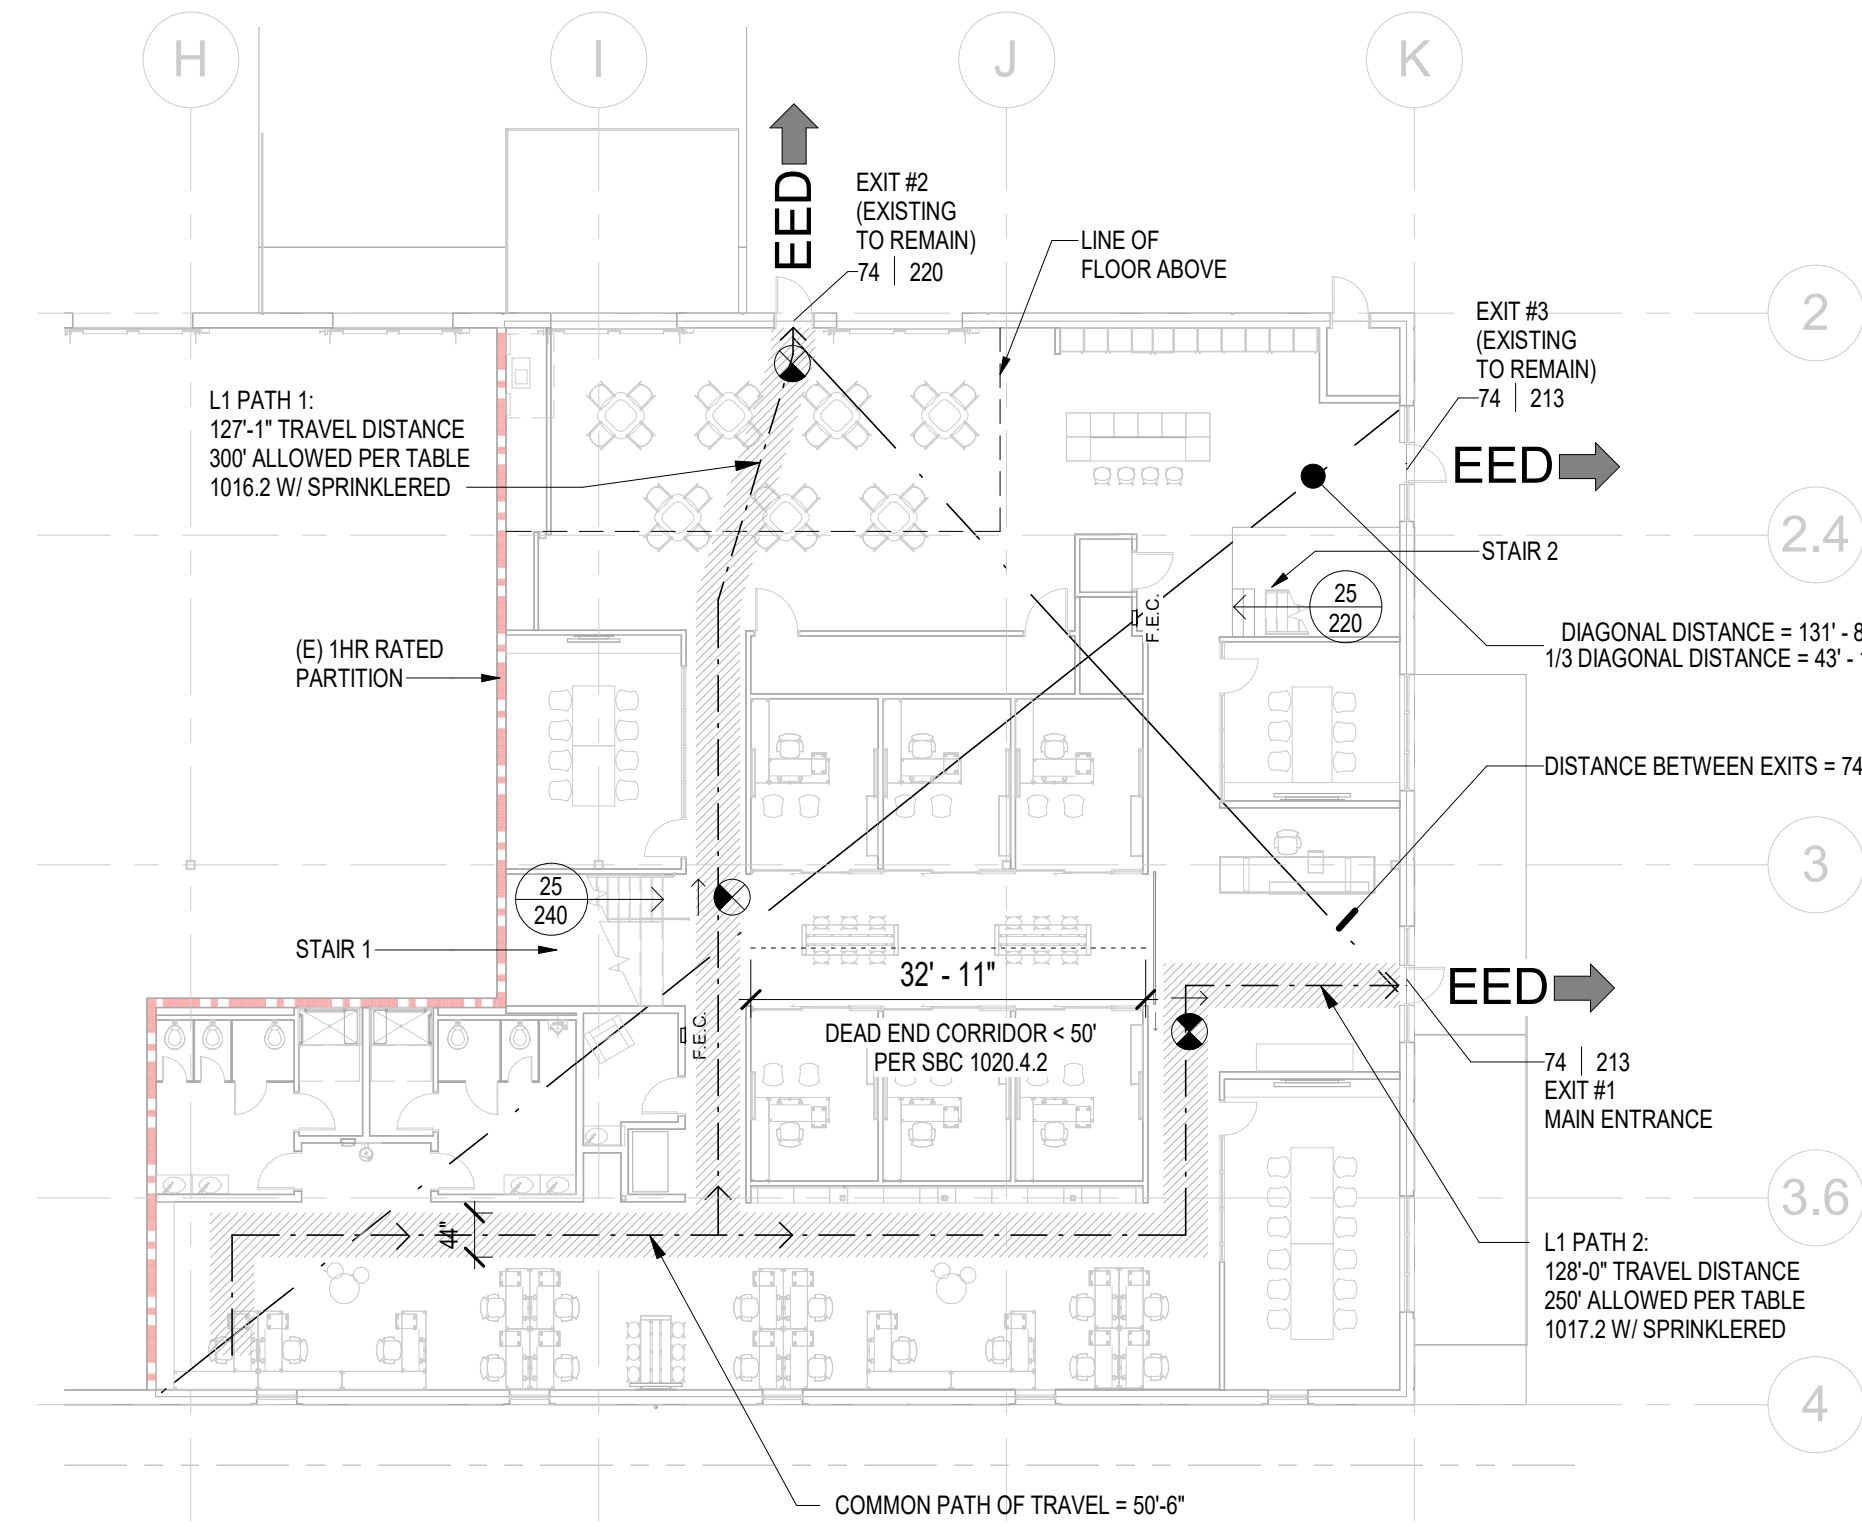 H
I
J
K
EED
EXIT #2
(EXISTING
TO REMAIN)
74 | 220
LINE OF
FLOOR ABOVE
2
EXIT #3
(EXISTING
TO REMAIN)
74 | 213
L1 PATH 1:
127'-1" TRAVEL DISTANCE
300' ALLOWED PER TABLE
1016.2 W/ SPRINKLERED
EED
2.4
STAIR 2
25
220
F.E.C.
DIAGONAL DISTANCE = 131' - 8
1/3 DIAGONAL DISTANCE = 43' - 1
(E) 1HR RATED
PARTITION
DISTANCE BETWEEN EXITS = 74
3
25
240
STAIR 1
32' - 11"
EED
F.E.C.
DEAD END CORRIDOR < 50'
PER SBC 1020.4.2
74 | 213
EXIT #1
MAIN ENTRANCE
3.6
44"
L1 PATH 2:
128'-0" TRAVEL DISTANCE
250' ALLOWED PER TABLE
1017.2 W/ SPRINKLERED
4
COMMON PATH OF TRAVEL = 50'-6"